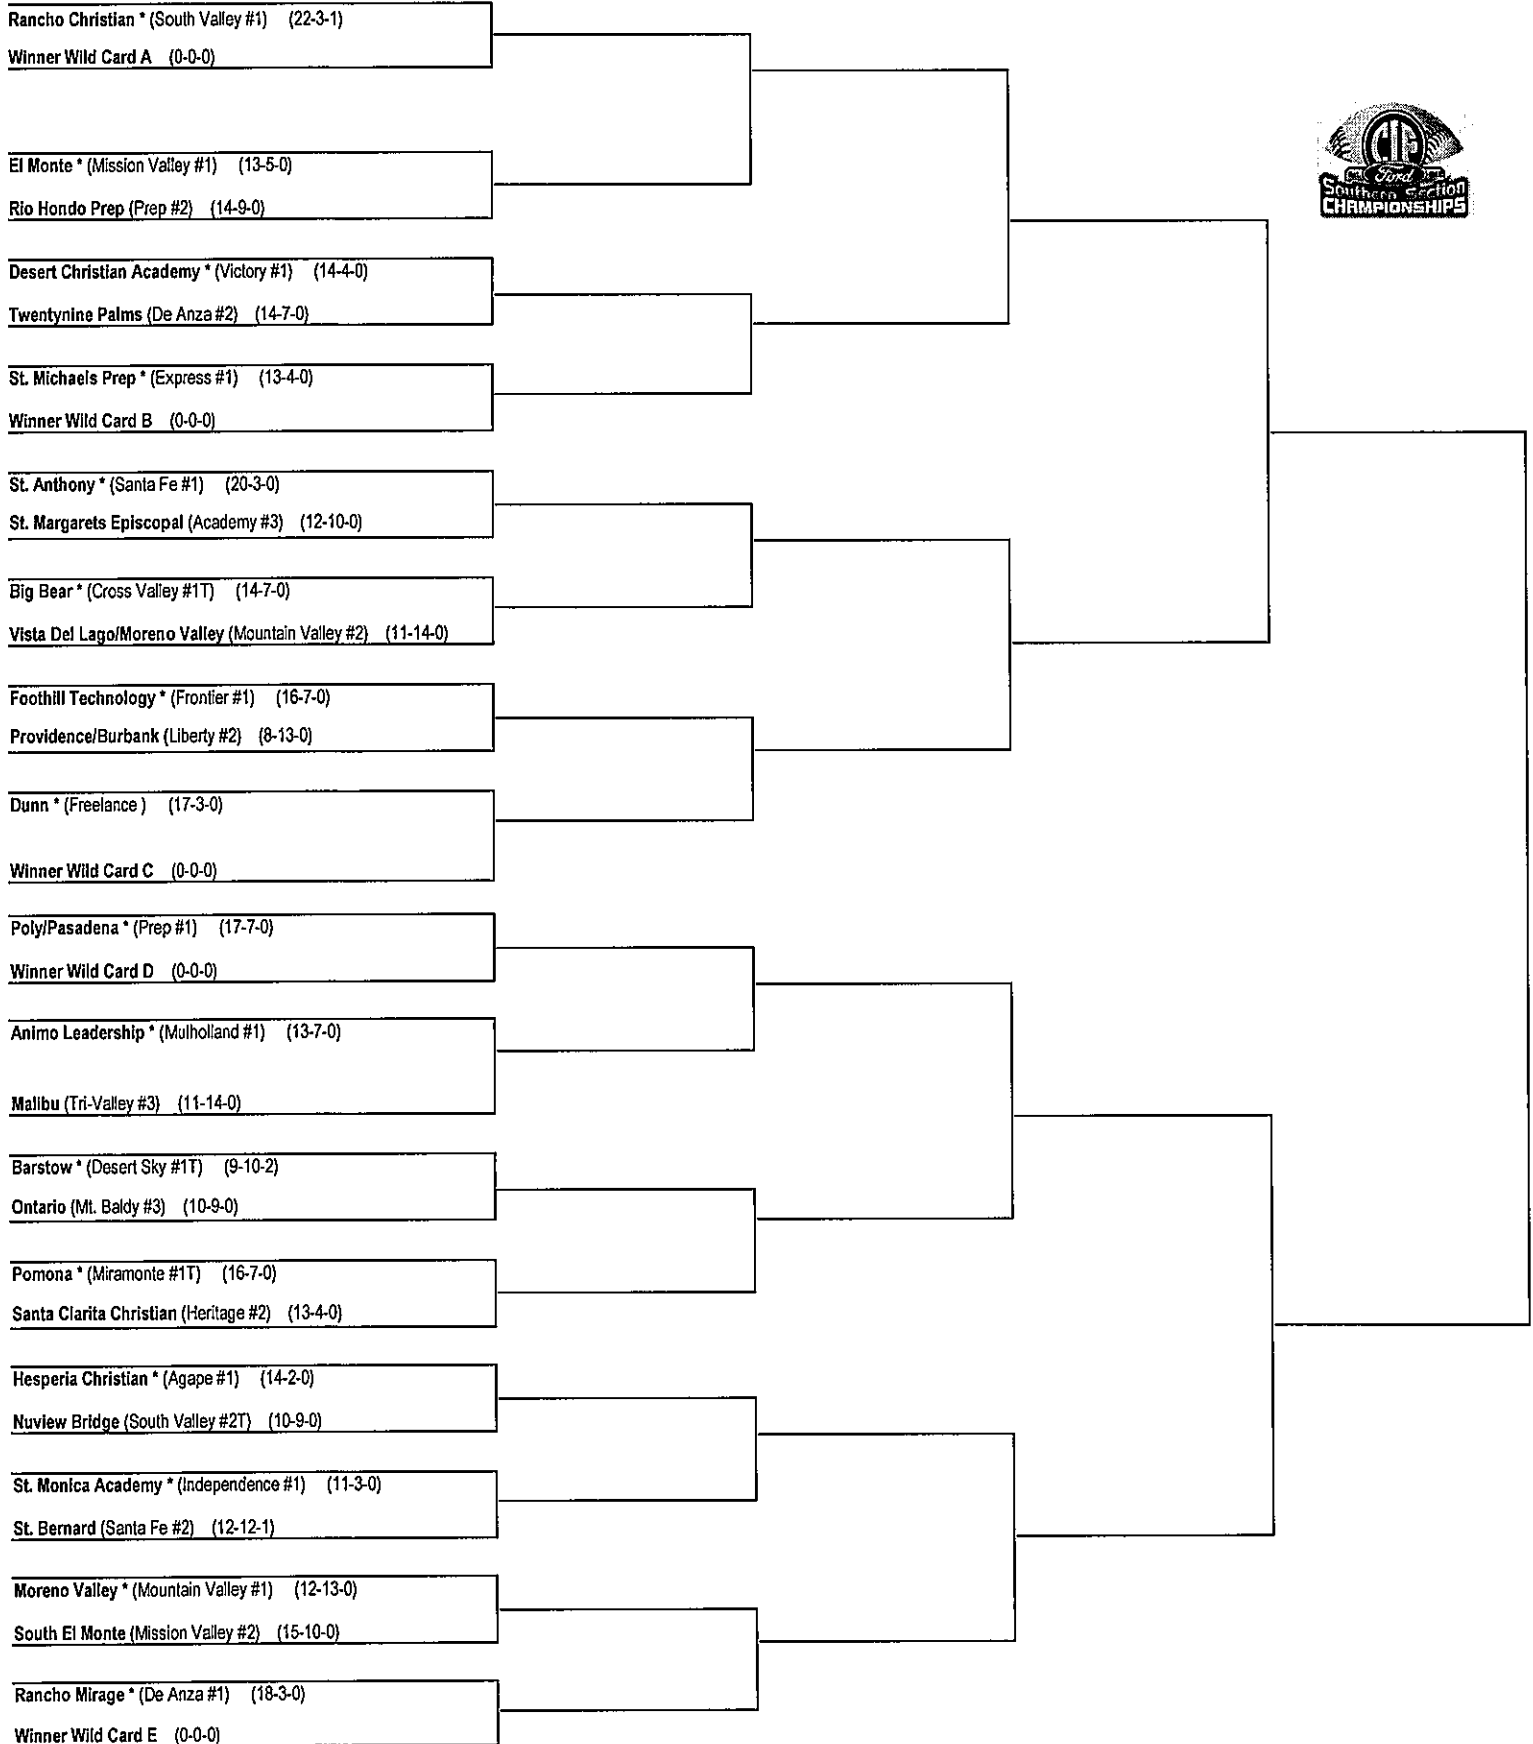 Rancho Christian * (South Valley #1) (22-3-1)
Winner Wild Card A (0-0-0)
El Monte * (Mission Valley #1) (13-5-0)
Rio Hondo Prep (Prep #2) (14-9-0)
Desert Christian Academy * (Victory #1) (14-4-0)
Twentynine Palms (De Anza #2) (14-7-0)
St. Michaels Prep * (Express #1) (13-4-0)
Winner Wild Card B (0-0-0)
St. Anthony * (Santa Fe #1) (20-3-0)
St. Margarets Episcopal (Academy #3) (12-10-0)
Big Bear * (Cross Valley #1T) (14-7-0)
Vista Del Lago/Moreno Valley (Mountain Valley #2) (11-14-0)
Foothill Technology * (Frontier #1) (16-7-0)
Providence/Burbank (Liberty #2) (8-13-0)
Dunn * (Freelance ) (17-3-0)
Winner Wild Card C (0-0-0)
Poly/Pasadena * (Prep #1) (17-7-0)
Winner Wild Card D (0-0-0)
Animo Leadership * (Mulholland #1) (13-7-0)
Malibu (Tri-Valley #3) (11-14-0)
Barstow * (Desert Sky #1T) (9-10-2)
Ontario (Mt. Baldy #3) (10-9-0)
Pomona * (Miramonte #1T) (16-7-0)
Santa Clarita Christian (Heritage #2) (13-4-0)
Hesperia Christian * (Agape #1) (14-2-0)
Nuview Bridge (South Valley #2T) (10-9-0)
St. Monica Academy * (Independence #1) (11-3-0)
St. Bernard (Santa Fe #2) (12-12-1)
Moreno Valley * (Mountain Valley #1) (12-13-0)
South El Monte (Mission Valley #2) (15-10-0)
Rancho Mirage * (De Anza #1) (18-3-0)
Winner Wild Card E (0-0-0)
CIF
Ford
Southern Section
CHAMPIONSHIPS